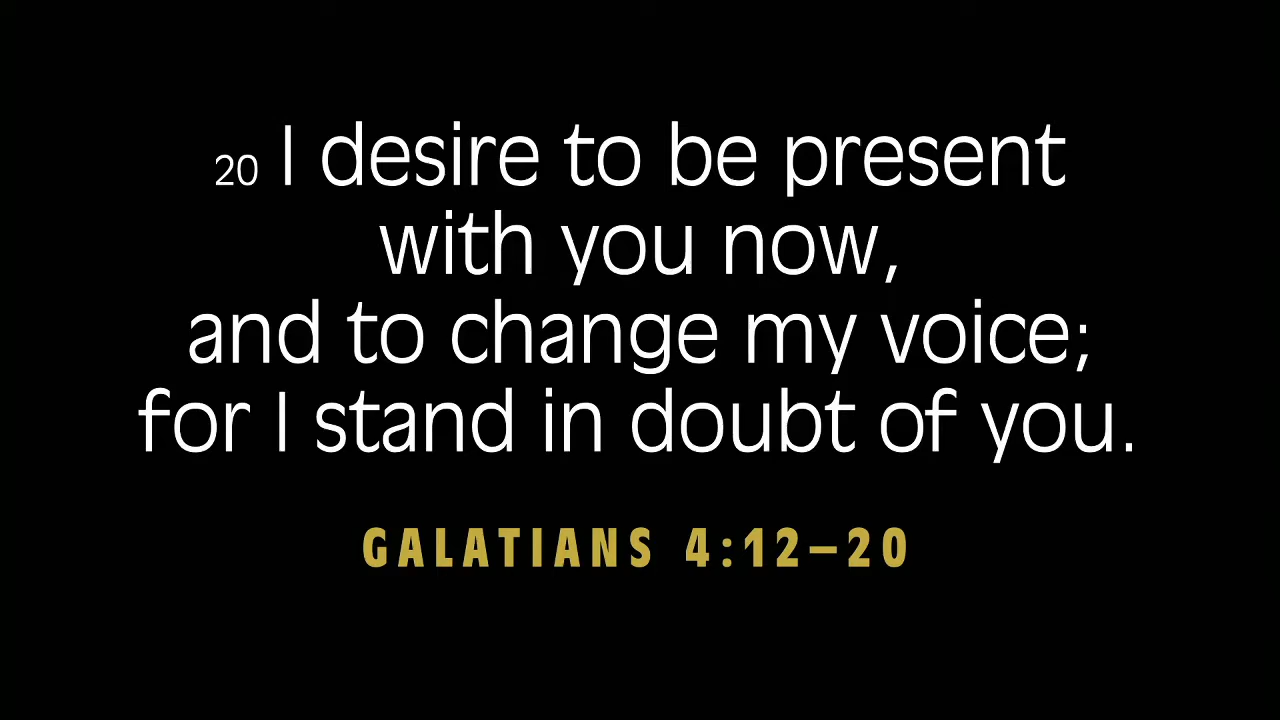 20 I desire to be present
with you now,
and to change my voice;
for I stand in doubt of you.
GALATIANS 4:12–20